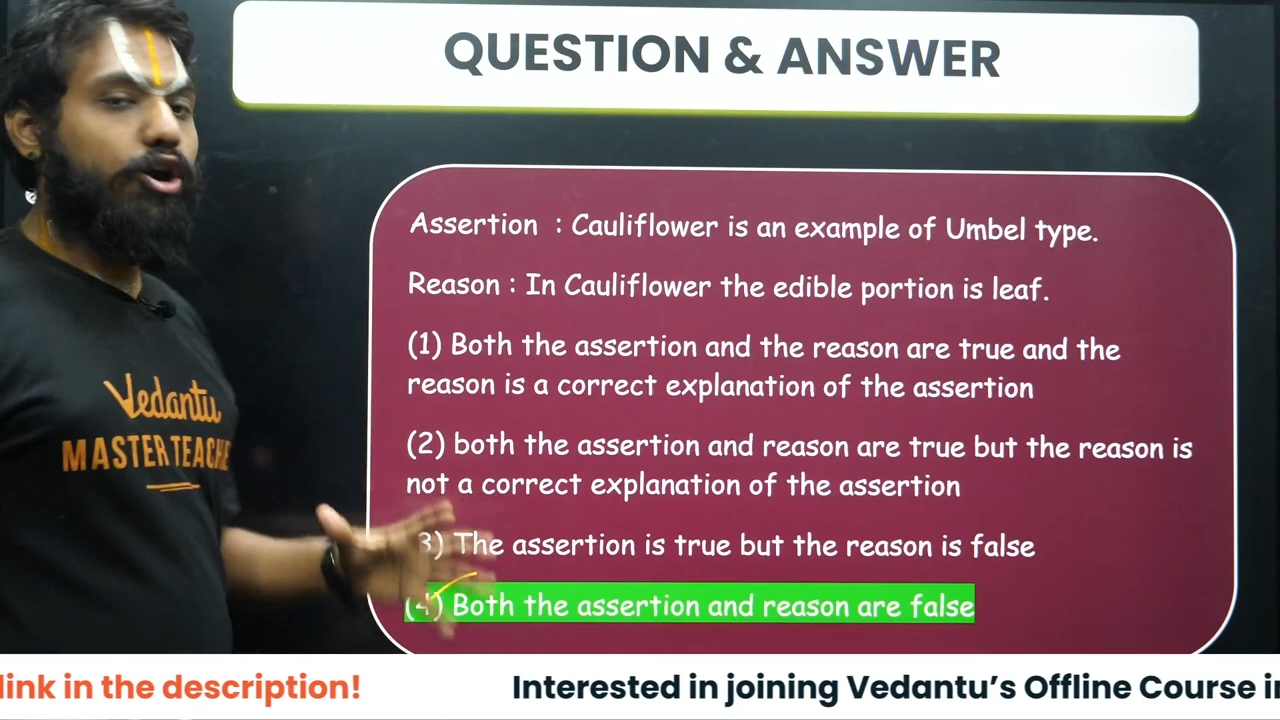 QUESTION & ANSWER
Assertion : Cauliflower is an example of Umbel type.
Reason : In Cauliflower the edible portion is leaf.
(1) Both the assertion and the reason are true and the
reason is a correct explanation of the assertion
(2) both the assertion and reason are true but the reason is
not a correct explanation of the assertion
3) The assertion is true but the reason is false
(4) Both the assertion and reason are false
Vedantu
MASTER TEACHE
link in the description!
Interested in joining Vedantu's Offline Course in